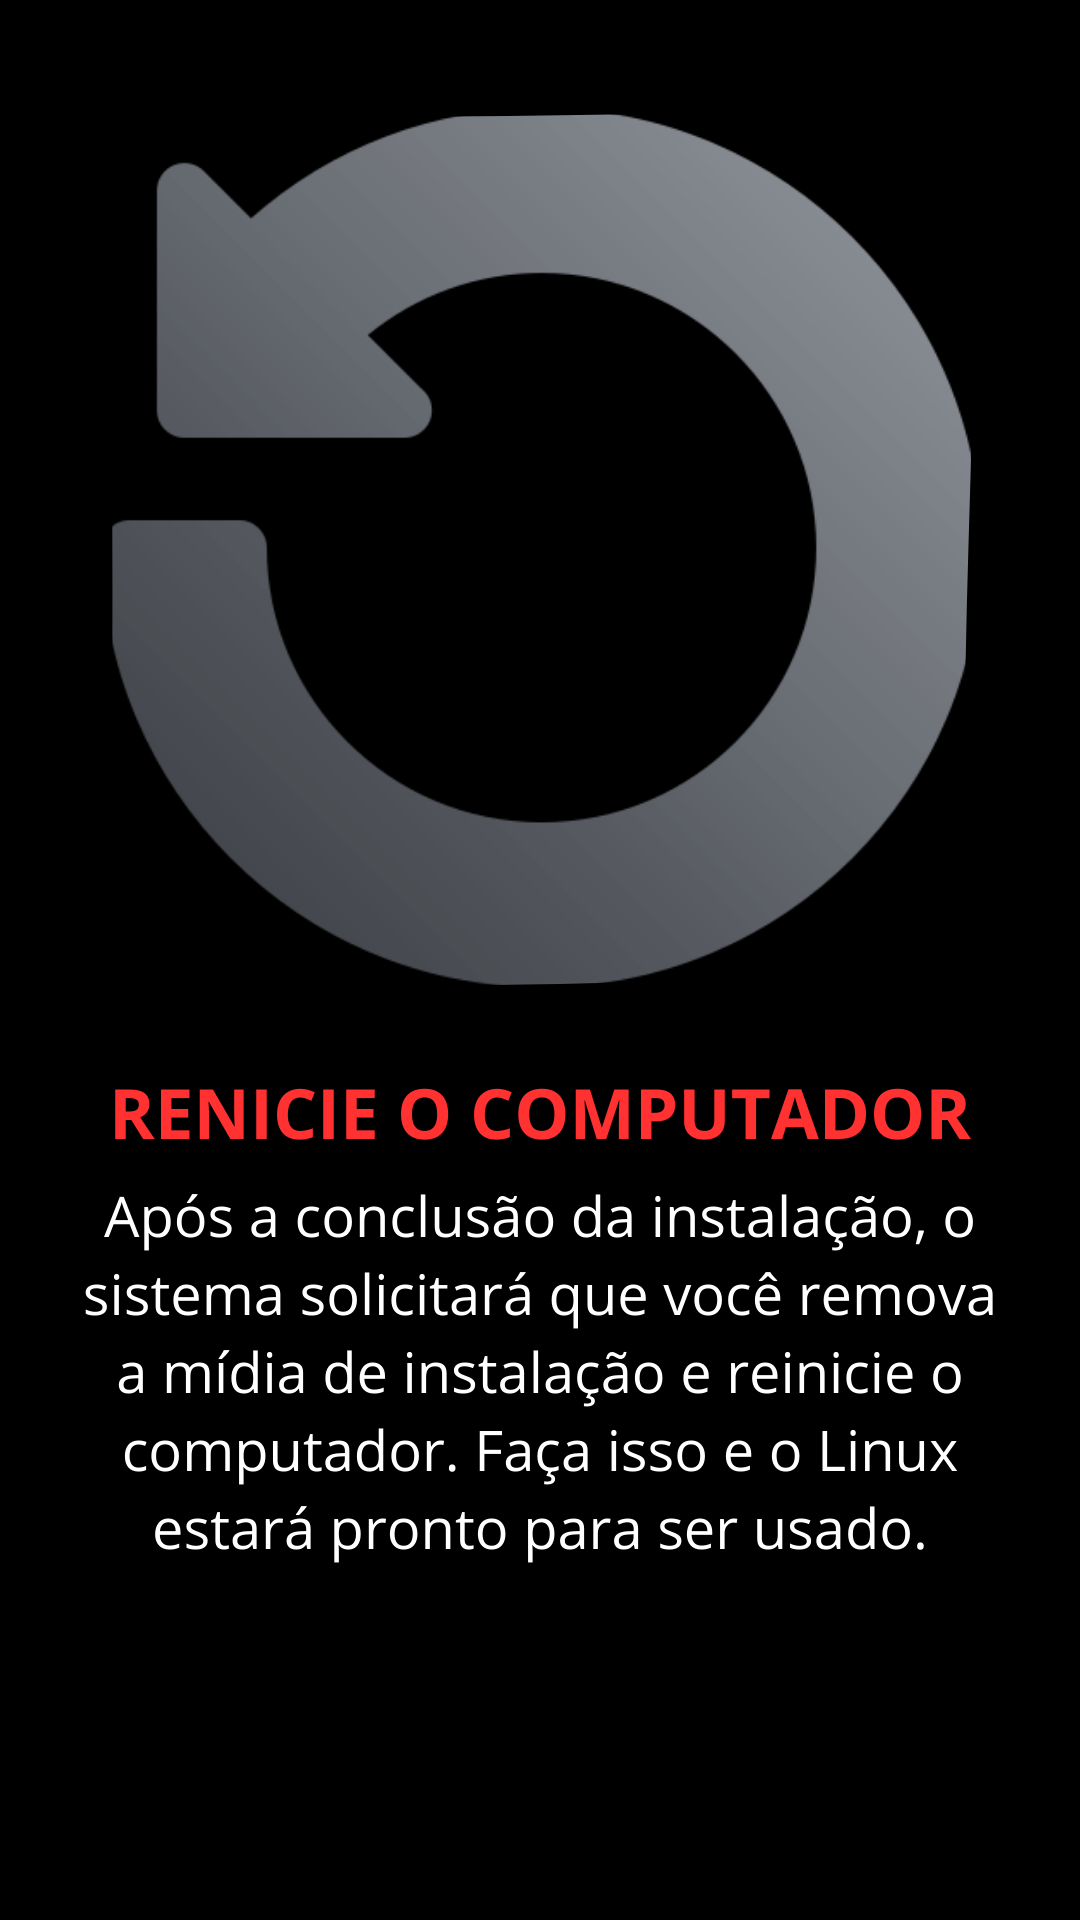 RENICIE O COMPUTADOR
Após a conclusão da instalação, o
sistema solicitará que você remova
a mídia de instalação e reinicie o
computador. Faça isso e o Linux
estará pronto para ser usado.